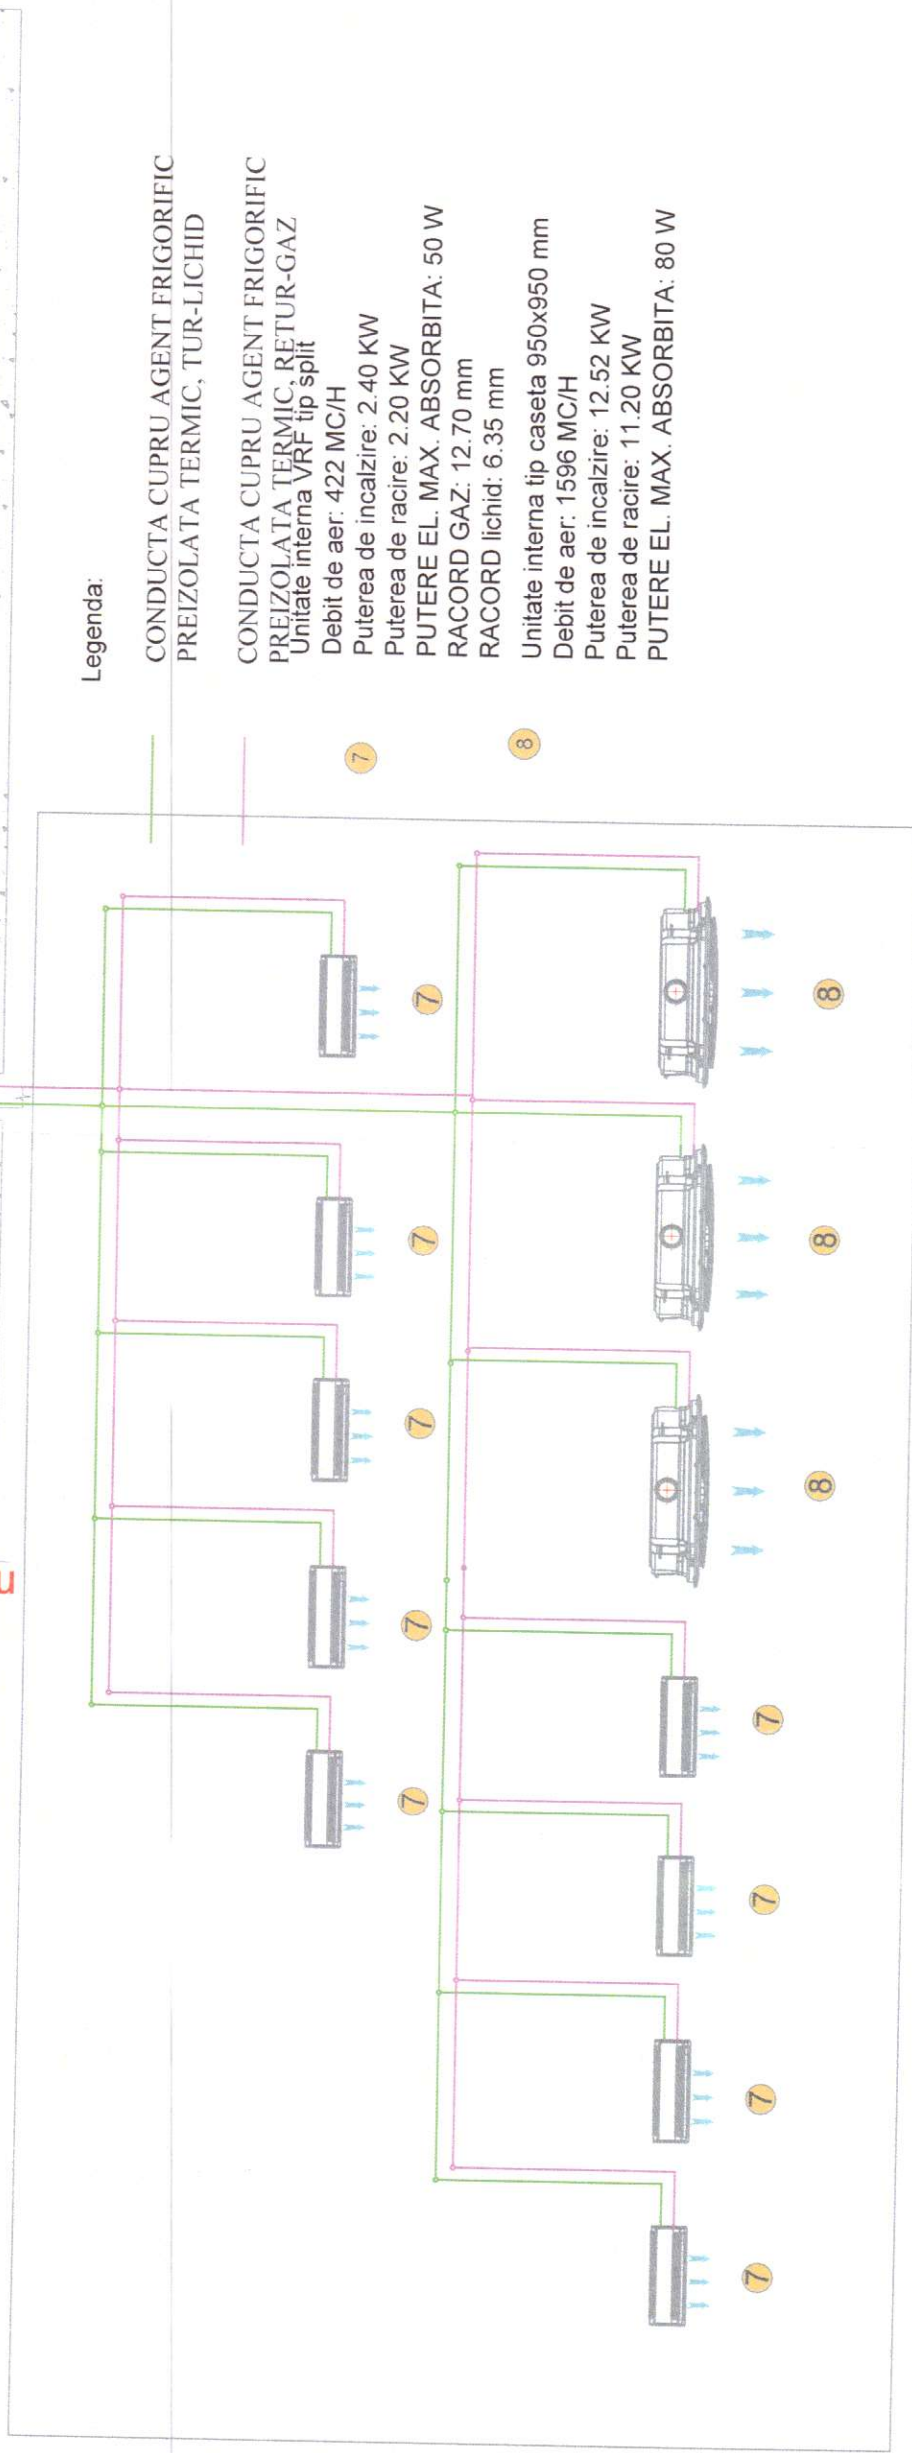 Legenda:
CONDUCTA CUPRU AGENT FRIGORIFIC
PREIZOLATA TERMIC, TUR-LICHID
CONDUCTA CUPRU AGENT FRIGORIFIC
PREIZOLATA TERMIC, RETUR-GAZ
7
Unitate interna VRF tip split
Debit de aer: 422 MC/H
Puterea de incalzire: 2.40 KW
Puterea de racire: 2.20 KW
PUTERE EL. MAX. ABSORBITA: 50 W
RACORD GAZ: 12.70 mm
RACORD lichid: 6.35 mm
8
Unitate interna tip caseta 950x950 mm
Debit de aer: 1596 MC/H
Puterea de incalzire: 12.52 KW
Puterea de racire: 11.20 KW
PUTERE EL. MAX. ABSORBITA: 80 W
7
7
7
7
7
7
7
7
7
8
8
8
u